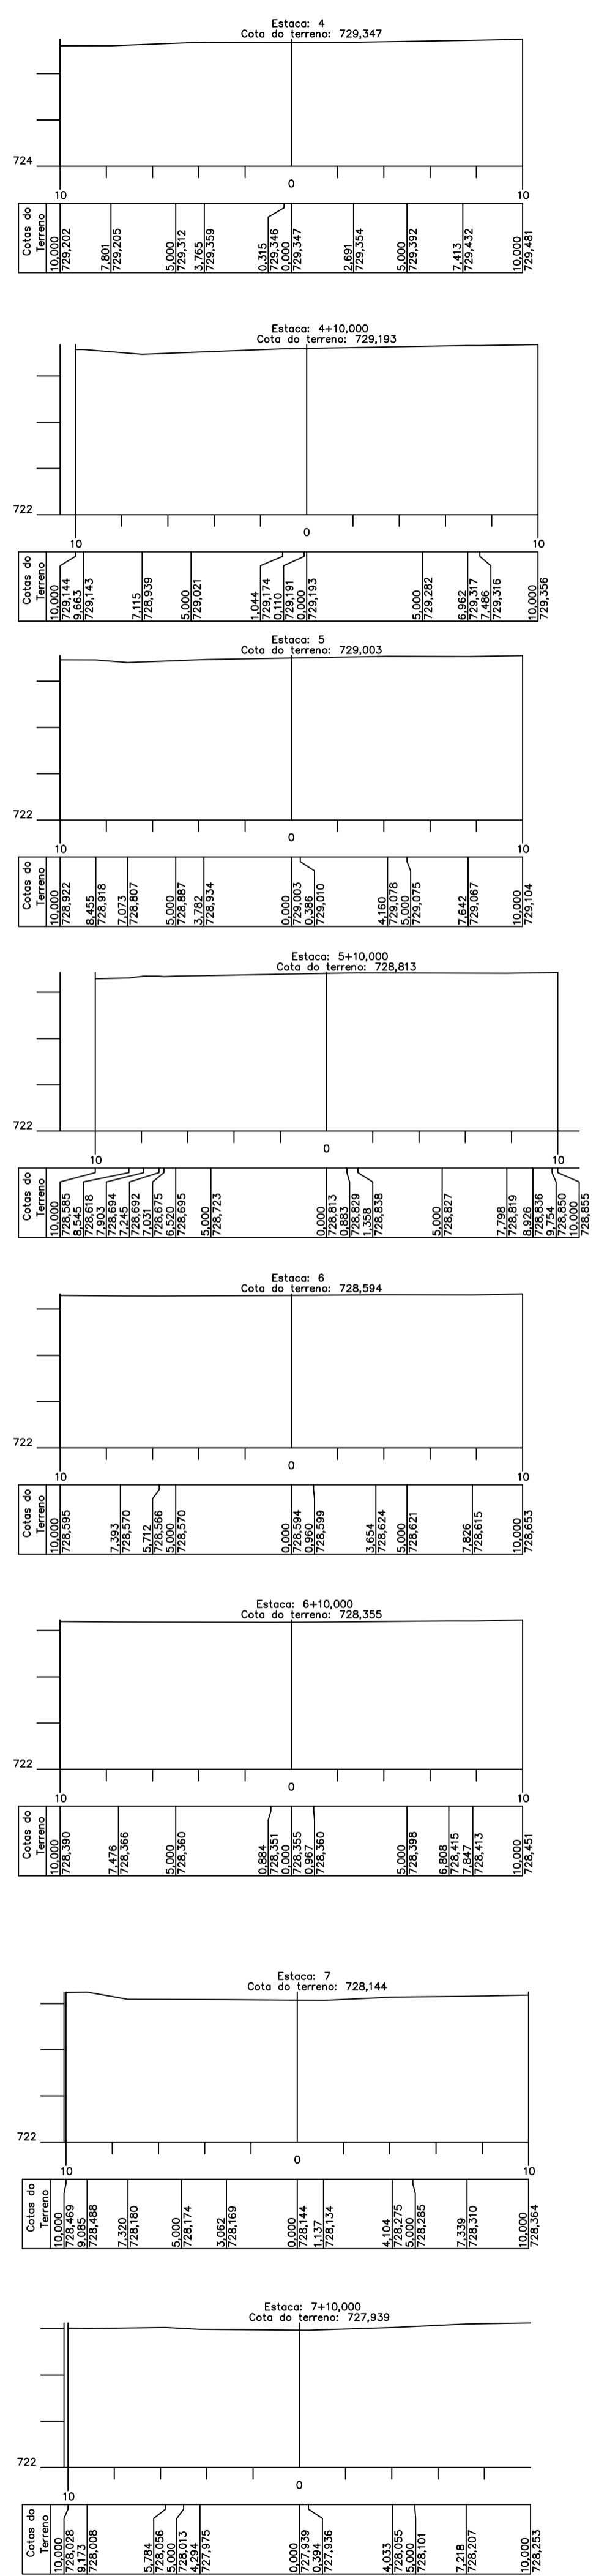 Estaca: 4
Cota do terreno: 729,347
724
10 0 10
Cotas do Terreno
10,000 7,801 5,000 3,765 0,315 0,000 2,691 5,000 7,413 10,000
729,202 729,205 729,312 729,359 729,346 729,347 729,354 729,392 729,432 729,481
Estaca: 4+10,000
Cota do terreno: 729,193
722
10 0 10
Cotas do Terreno
10,000 9,663 7,115 5,000 1,044 0,110 0,000 5,000 6,962 7,486 10,000
729,144 729,143 728,939 729,021 729,174 729,191 729,193 729,282 729,317 729,316 729,356
Estaca: 5
Cota do terreno: 729,003
722
10 0 10
Cotas do Terreno
10,000 8,455 7,073 5,000 3,782 0,000 0,386 4,160 5,000 7,642 10,000
728,922 728,918 728,807 728,887 728,934 729,003 729,010 729,078 729,075 729,067 729,104
Estaca: 5+10,000
Cota do terreno: 728,813
722
10 0 10
Cotas do Terreno
10,000 8,545 7,903 7,245 7,031 6,520 5,000 0,000 0,883 1,358 5,000 7,798 8,926 9,754 10,000
728,585 728,618 728,694 728,692 728,675 728,695 728,723 728,813 728,829 728,838 728,827 728,819 728,836 728,850 728,855
Estaca: 6
Cota do terreno: 728,594
722
10 0 10
Cotas do Terreno
10,000 7,393 5,712 5,000 0,000 0,960 3,654 5,000 7,826 10,000
728,595 728,570 728,566 728,570 728,594 728,599 728,624 728,621 728,615 728,653
Estaca: 6+10,000
Cota do terreno: 728,355
722
10 0 10
Cotas do Terreno
10,000 7,476 5,000 0,884 0,000 0,967 5,000 6,808 7,847 10,000
728,390 728,366 728,360 728,351 728,355 728,360 728,398 728,415 728,413 728,451
Estaca: 7
Cota do terreno: 728,144
722
10 0 10
Cotas do Terreno
10,000 9,085 7,320 5,000 3,062 0,000 1,137 4,104 5,000 7,339 10,000
728,469 728,488 728,180 728,174 728,169 728,144 728,134 728,275 728,285 728,310 728,364
Estaca: 7+10,000
Cota do terreno: 727,939
722
10 0
Cotas do Terreno
10,000 9,173 5,784 5,000 4,294 0,000 0,394 4,033 5,000 7,218 10,000
728,028 728,008 728,056 728,013 727,975 727,939 727,936 728,055 728,101 728,207 728,253